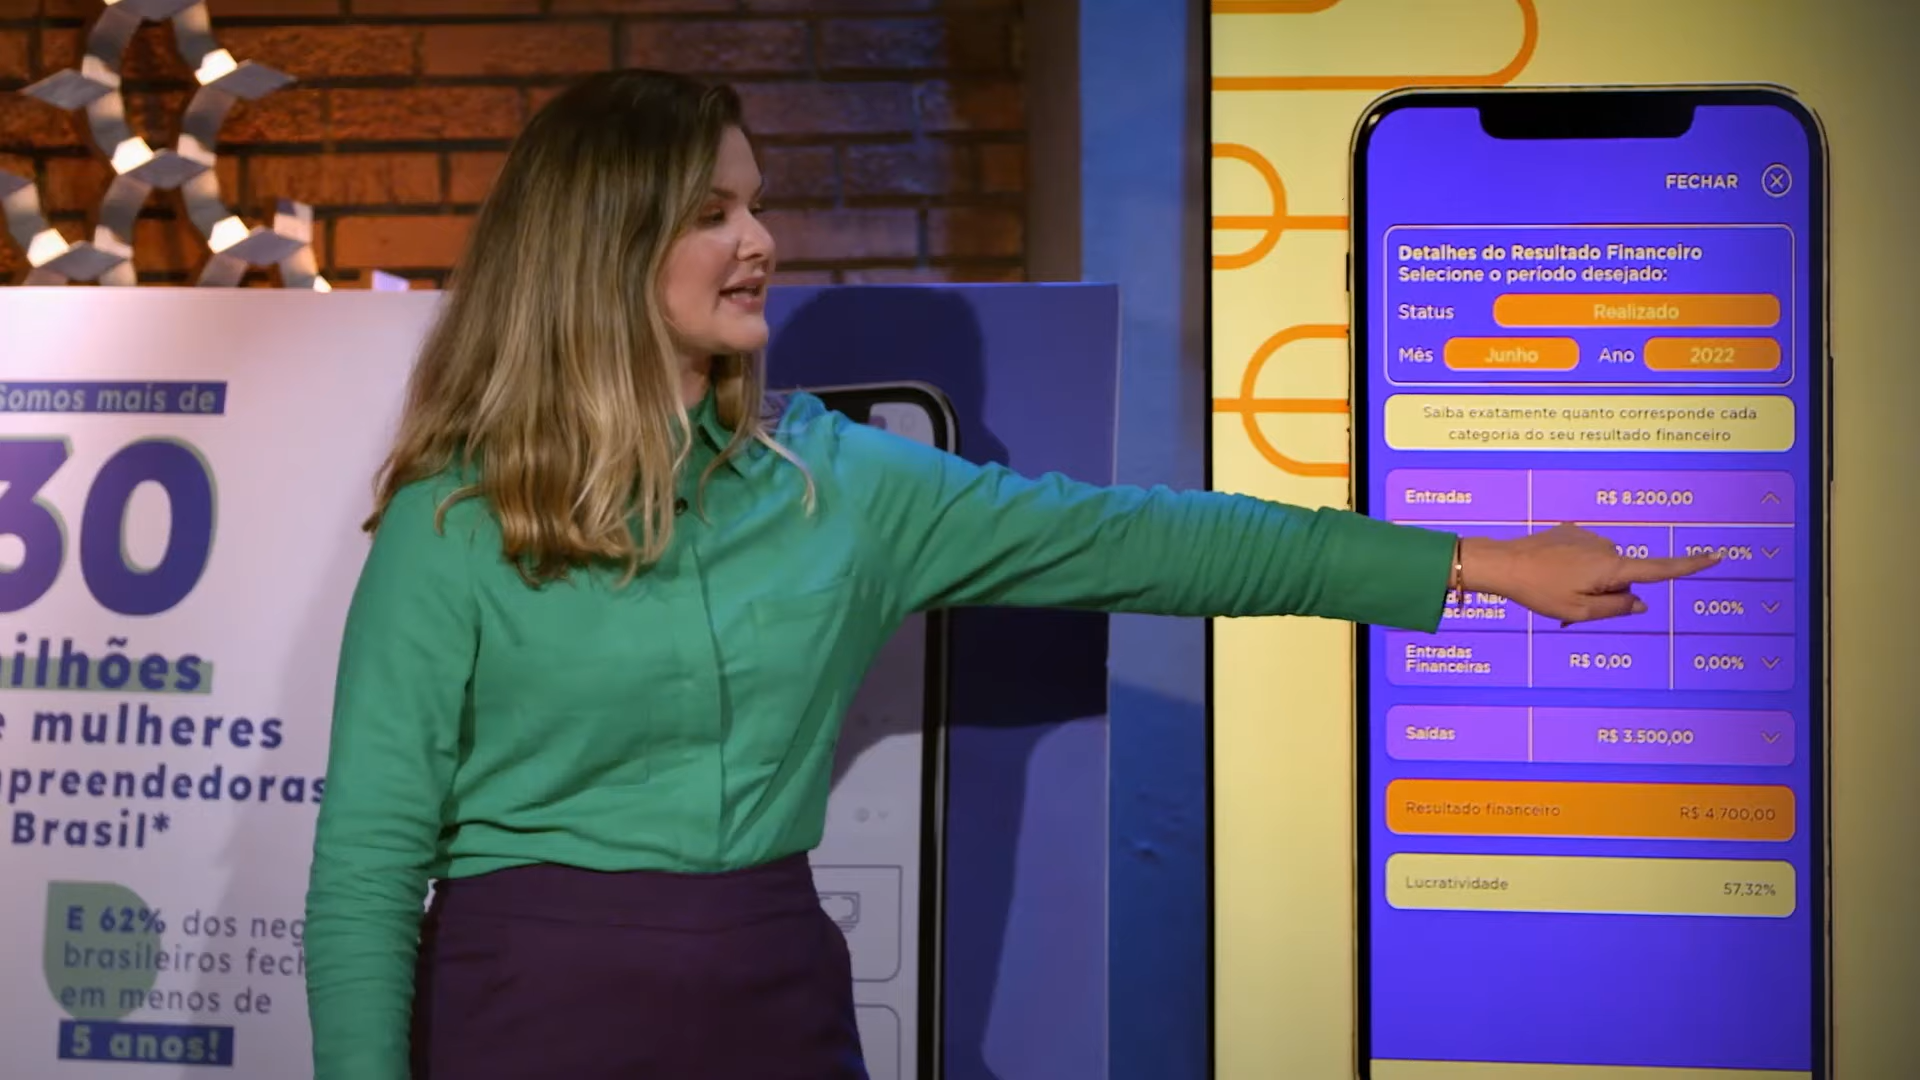 Somos mais de
30
milhões
mulheres
Brasil*
E 62% dos
brasileiros
em menos de
5 anos!
FECHAR
Detalhes do Resultado Financeiro
Selecione o período desejado:
Status Realizado
Mês Junho Ano 2022
Saiba exatamente quanto corresponde cada
categoria do seu resultado financeiro
Entradas R$ 8.200,00
0,00%
Entradas
Financeiras R$ 0,00 0,00%
Saídas R$ 3.500,00
Resultado financeiro R$ 4.700,00
Lucratividade 57,32%